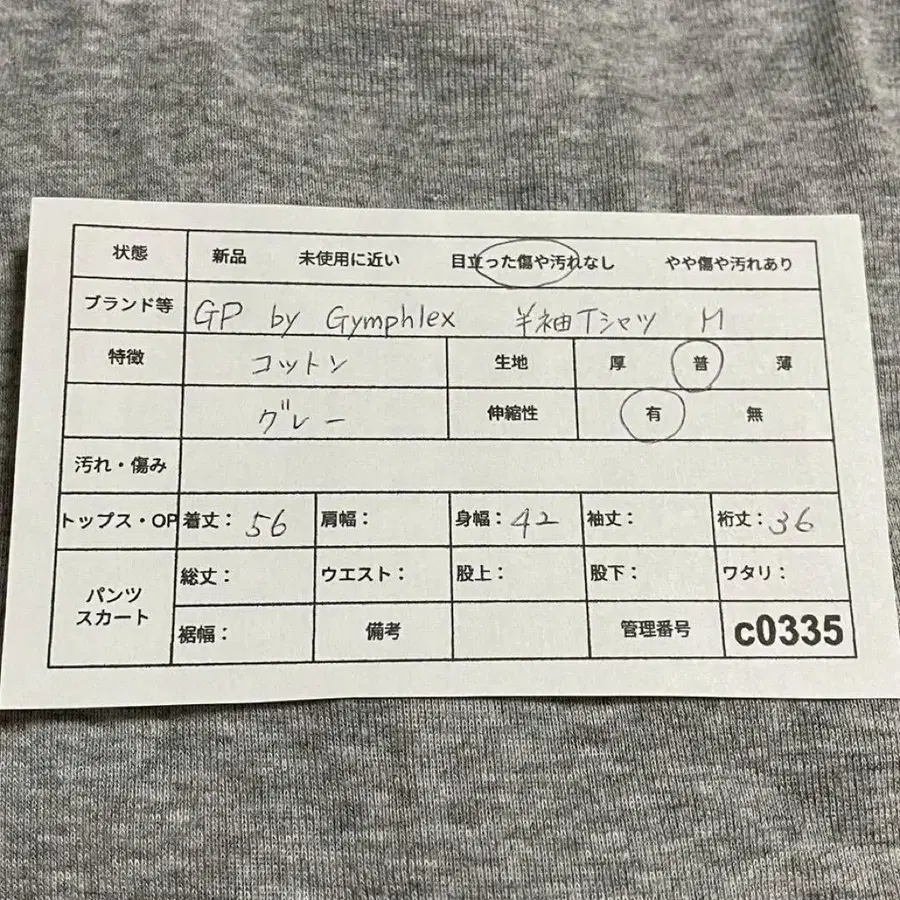 状態 新品 未使用に近い 目立った傷や汚れなし やや傷や汚れあり
ブランド等 GP by Gymphlex 半袖Tシャツ M
特徴 コットン 生地 厚 普 薄
グレー 伸縮性 有 無
汚れ・傷み
トップス・OP 着丈： 56 肩幅： 身幅： 42 袖丈： 裄丈： 36
パンツ スカート 総丈： ウエスト： 股上： 股下： ワタリ：
裾幅： 備考 管理番号 c0335